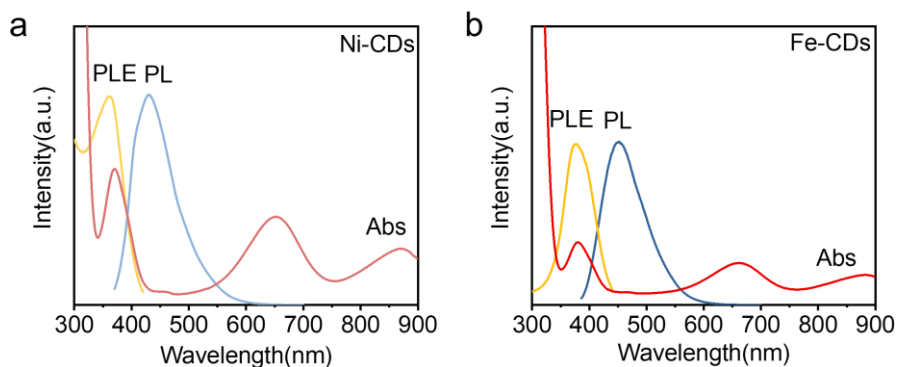 a
Ni-CDs
PLE PL
Abs
Intensity(a.u.)
300 400 500 600 700 800 900
Wavelength(nm)
b
Fe-CDs
PLE PL
Abs
Intensity(a.u.)
300 400 500 600 700 800 900
Wavelength(nm)